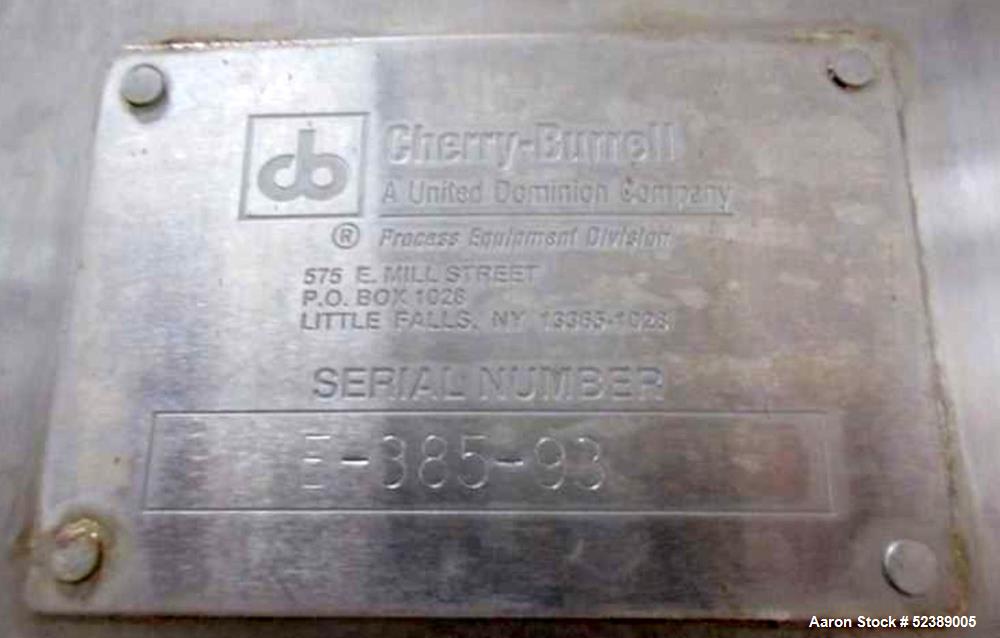 cb Cherry-Burrell
A United Dominion Company
® Process Equipment Division
575 E. MILL STREET
P.O. BOX 1028
LITTLE FALLS, NY 13365-1028
SERIAL NUMBER
E-385-93
Aaron Stock # 52389005